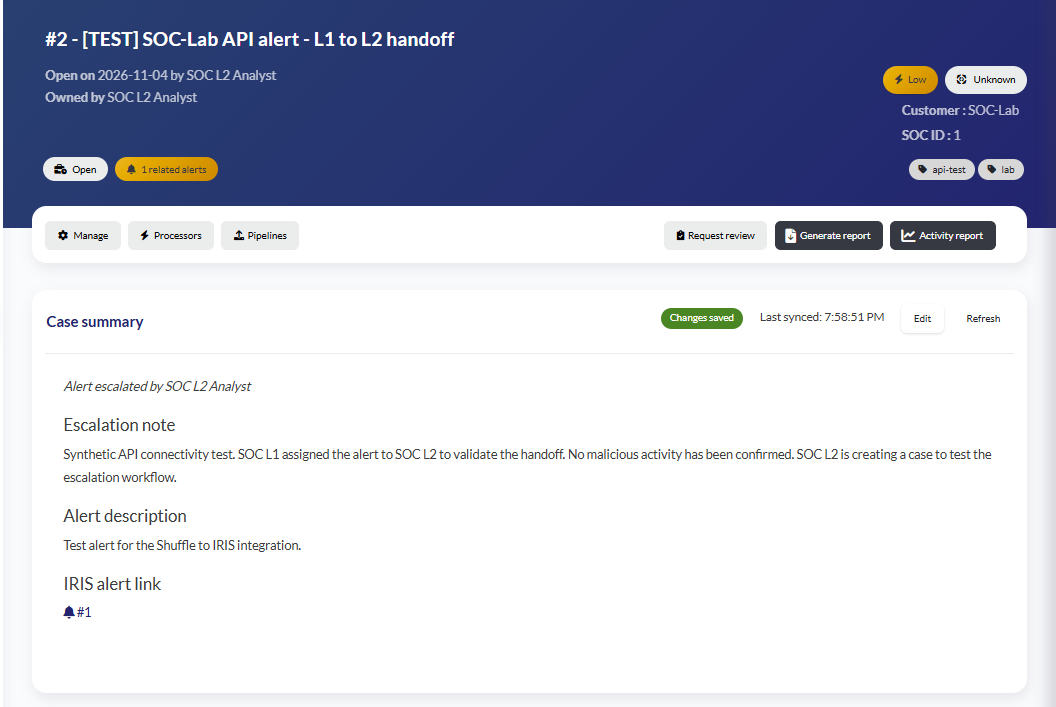 #2 - [TEST] SOC-Lab API alert - L1 to L2 handoff
Open on 2026-11-04 by SOC L2 Analyst
Owned by SOC L2 Analyst
Low
Unknown
Customer : SOC-Lab
SOC ID : 1
Open
1 related alerts
api-test
lab
Manage
Processors
Pipelines
Request review
Generate report
Activity report
Case summary
Changes saved
Last synced: 7:58:51 PM
Edit
Refresh
Alert escalated by SOC L2 Analyst
Escalation note
Synthetic API connectivity test. SOC L1 assigned the alert to SOC L2 to validate the handoff. No malicious activity has been confirmed. SOC L2 is creating a case to test the
escalation workflow.
Alert description
Test alert for the Shuffle to IRIS integration.
IRIS alert link
#1